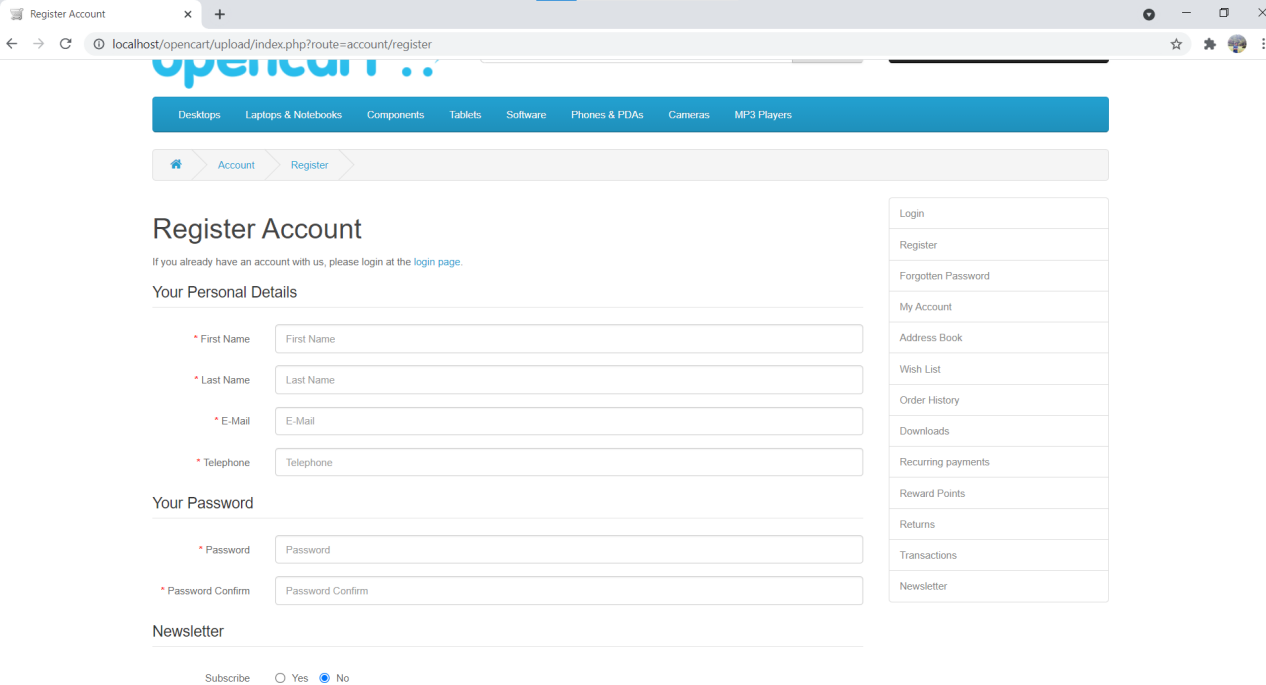 Register Account
localhost/opencart/upload/index.php?route=account/register
opencart
Desktops Laptops & Notebooks Components Tablets Software Phones & PDAs Cameras MP3 Players
Account Register
Register Account
If you already have an account with us, please login at the login page.
Your Personal Details
* First Name First Name
* Last Name Last Name
* E-Mail E-Mail
* Telephone Telephone
Your Password
* Password Password
* Password Confirm Password Confirm
Newsletter
Subscribe Yes No
Login
Register
Forgotten Password
My Account
Address Book
Wish List
Order History
Downloads
Recurring payments
Reward Points
Returns
Transactions
Newsletter